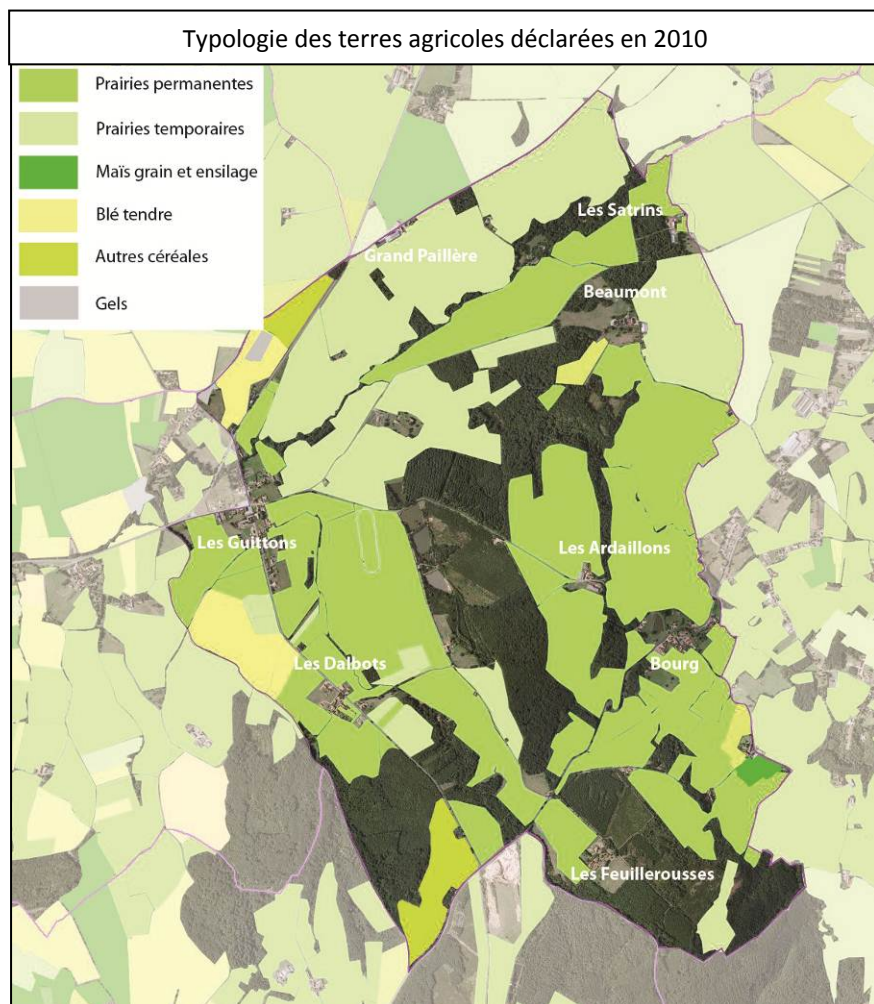 Typologie des terres agricoles déclarées en 2010
Prairies permanentes
Prairies temporaires
Maïs grain et ensilage
Blé tendre
Autres céréales
Gels
Les Satrins
Grand Paillère
Beaumont
Les Guittons
Les Ardaillons
Les Dalbots
Bourg
Les Feuillerousses